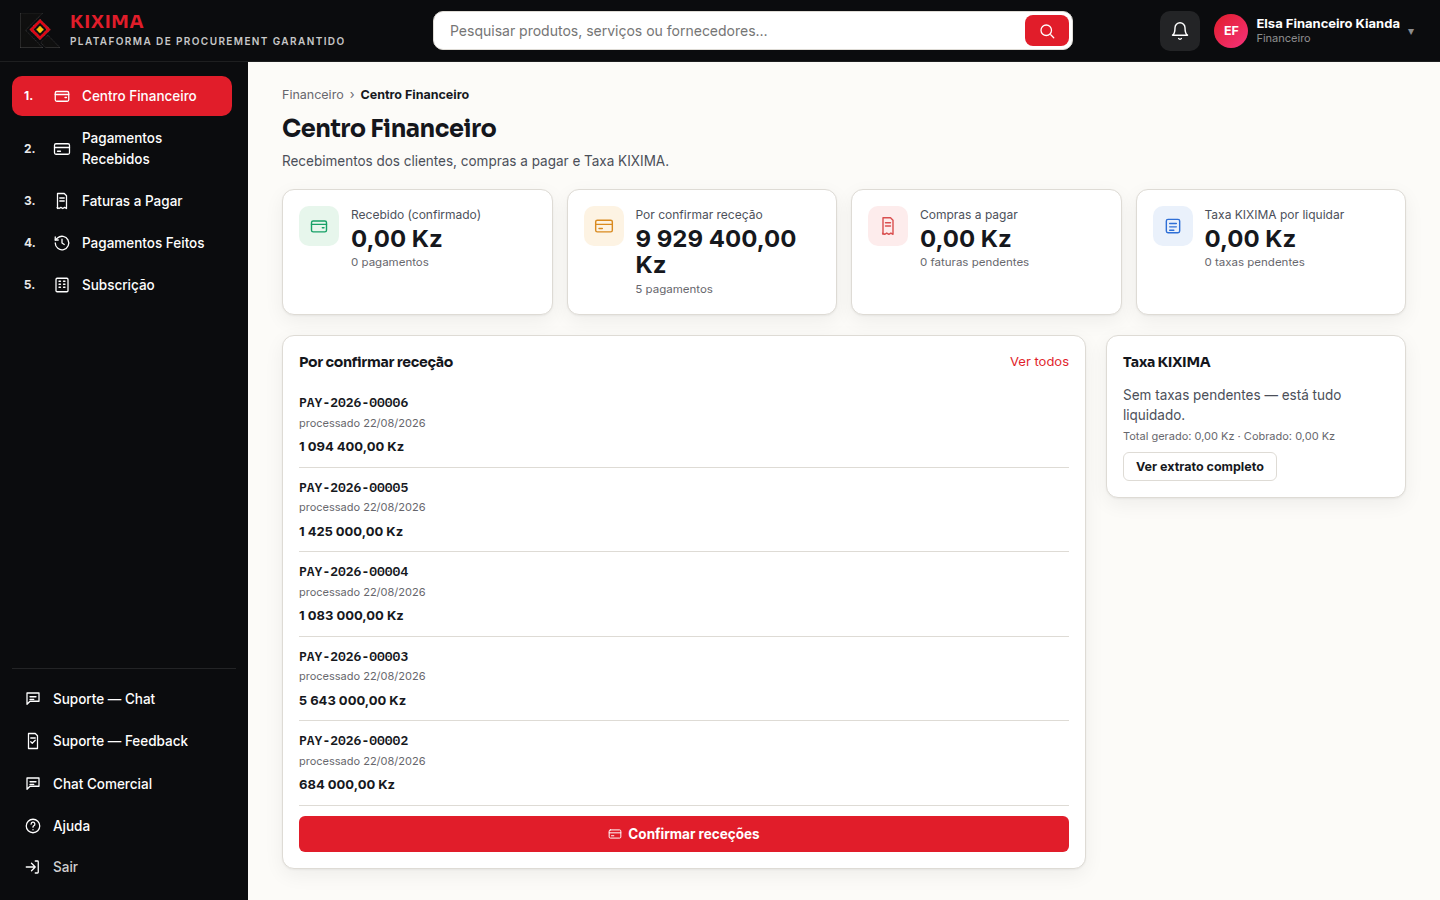 KIXIMA
PLATAFORMA DE PROCUREMENT GARANTIDO
Pesquisar produtos, serviços ou fornecedores...
EF
Elsa Financeiro Kianda
Financeiro
1. Centro Financeiro
2. Pagamentos
Recebidos
3. Faturas a Pagar
4. Pagamentos Feitos
5. Subscrição
Suporte — Chat
Suporte — Feedback
Chat Comercial
Ajuda
Sair
Financeiro › Centro Financeiro
Centro Financeiro
Recebimentos dos clientes, compras a pagar e Taxa KIXIMA.
Recebido (confirmado)
0,00 Kz
0 pagamentos
Por confirmar receção
9 929 400,00
Kz
5 pagamentos
Compras a pagar
0,00 Kz
0 faturas pendentes
Taxa KIXIMA por liquidar
0,00 Kz
0 taxas pendentes
Por confirmar receção
Ver todos
PAY-2026-00006
processado 22/08/2026
1 094 400,00 Kz
PAY-2026-00005
processado 22/08/2026
1 425 000,00 Kz
PAY-2026-00004
processado 22/08/2026
1 083 000,00 Kz
PAY-2026-00003
processado 22/08/2026
5 643 000,00 Kz
PAY-2026-00002
processado 22/08/2026
684 000,00 Kz
Confirmar receções
Taxa KIXIMA
Sem taxas pendentes — está tudo
liquidado.
Total gerado: 0,00 Kz · Cobrado: 0,00 Kz
Ver extrato completo